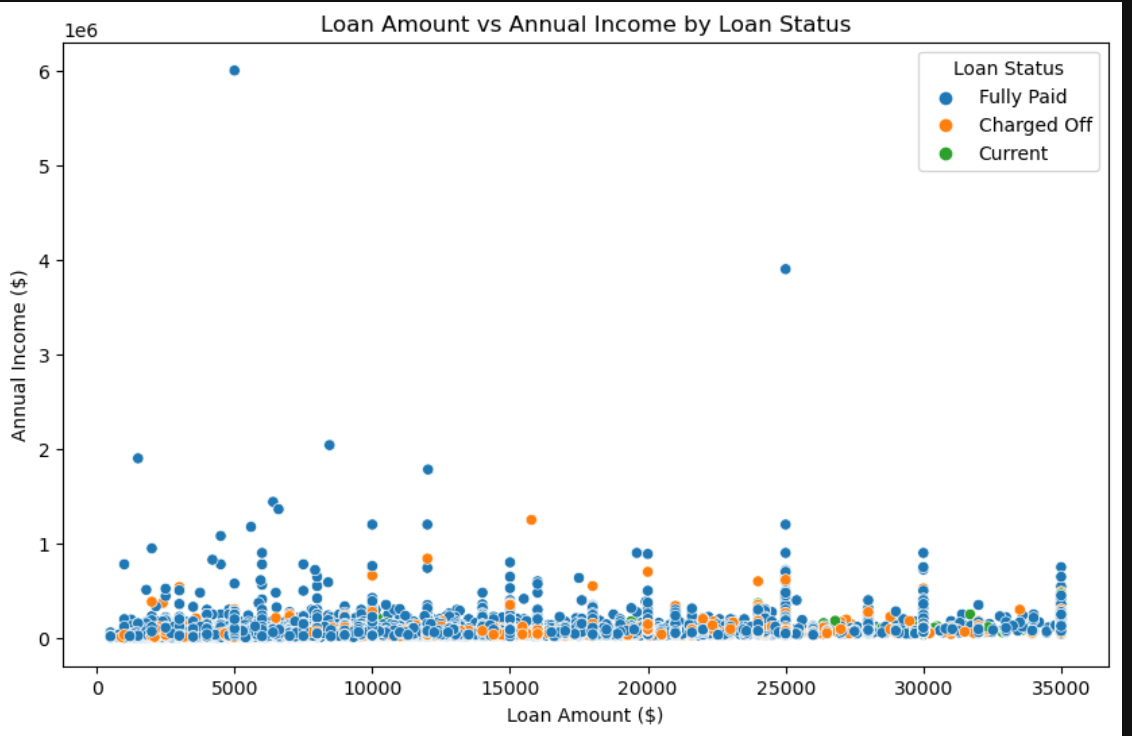 Loan Amount vs Annual Income by Loan Status
1e6
6
5
4
3
2
1
0
Annual Income ($)
Loan Status
Fully Paid
Charged Off
Current
0 5000 10000 15000 20000 25000 30000 35000
Loan Amount ($)